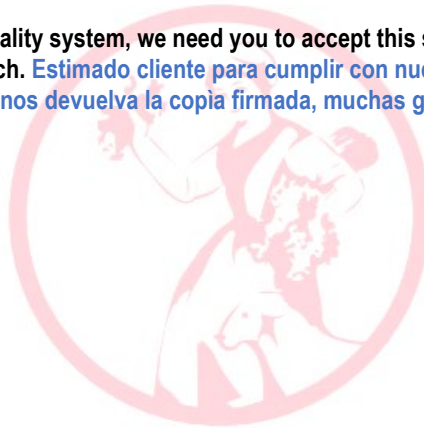 ality system, we need you to accept this s
ch. Estimado cliente para cumplir con nu
nos devuelva la copìa firmada, muchas g